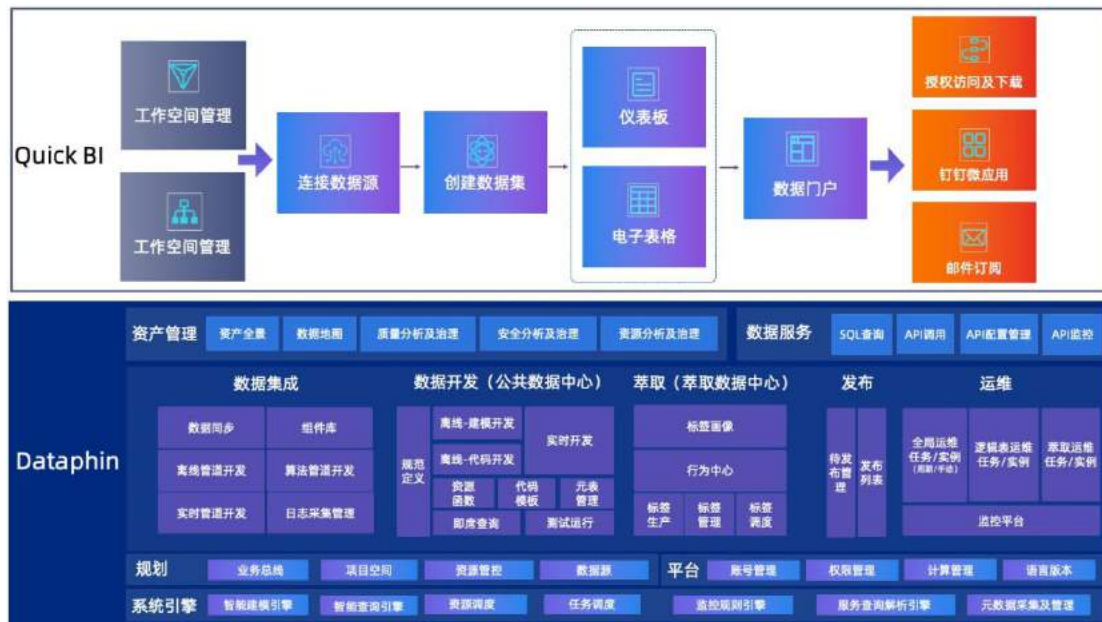 Quick BI
工作空间管理
工作空间管理
连接数据源
创建数据集
仪表板
电子表格
数据门户
授权访问及下载
钉钉微应用
邮件订阅
Dataphin
资产管理
资产全景
数据地图
质量分析及治理
安全分析及治理
资源分析及治理
数据服务
SQL查询
API调用
API配置管理
API监控
数据集成
数据同步
组件库
离线管道开发
算法管道开发
实时管道开发
日志采集管理
数据开发（公共数据中心）
规范
定义
离线-建模开发
离线-代码开发
实时开发
资源
函数
代码
模板
元表
管理
即席查询
测试运行
萃取（萃取数据中心）
标签画像
行为中心
标签
生产
标签
管理
标签
调度
发布
待发
布管
理
发布
列表
运维
全局运维
任务/实例
(周期/手动)
逻辑表运维
任务/实例
萃取运维
任务/实例
监控平台
规划
业务总线
项目空间
资源管控
数据源
平台
账号管理
权限管理
计算管理
语言版本
系统引擎
智能建模引擎
智能查询引擎
资源调度
任务调度
监控规则引擎
服务查询解析引擎
元数据采集及管理